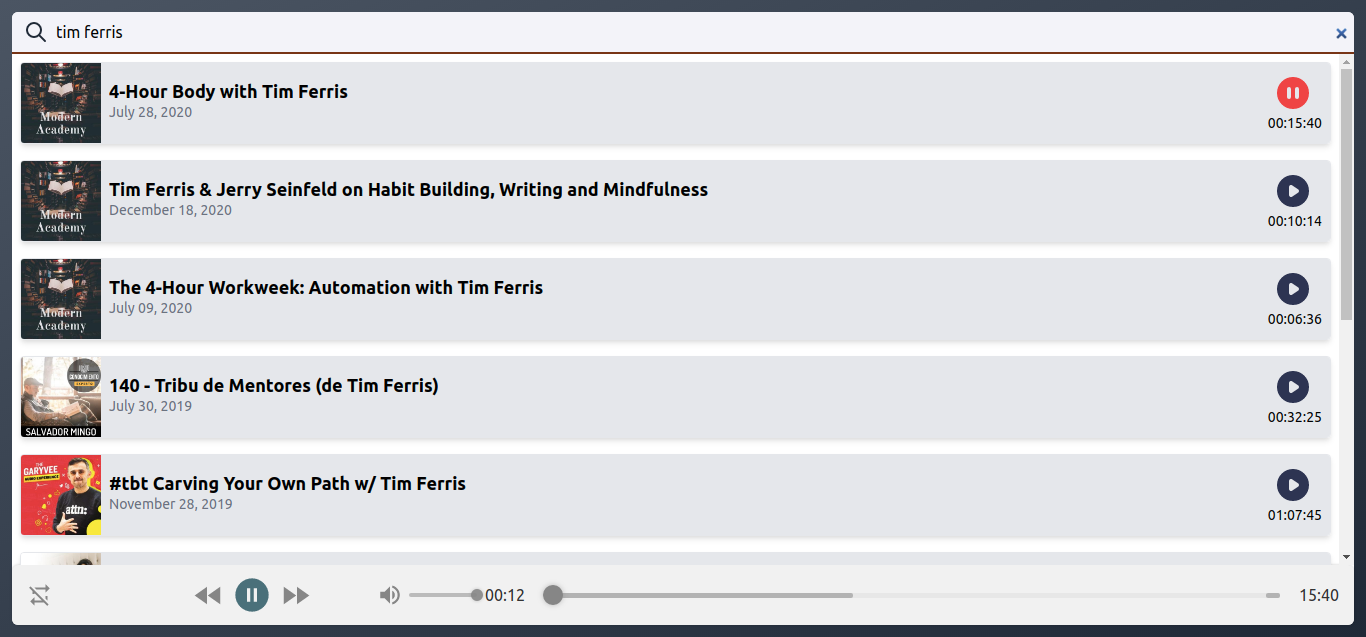 tim ferris
Modern
Academy
4-Hour Body with Tim Ferris
July 28, 2020
00:15:40
Modern
Academy
Tim Ferris & Jerry Seinfeld on Habit Building, Writing and Mindfulness
December 18, 2020
00:10:14
Modern
Academy
The 4-Hour Workweek: Automation with Tim Ferris
July 09, 2020
00:06:36
CONOCIMIENTO
SALVADOR MINGO
140 - Tribu de Mentores (de Tim Ferris)
July 30, 2019
00:32:25
THE
GARYVEE
AUDIO EXPERIENCE
attn:
#tbt Carving Your Own Path w/ Tim Ferris
November 28, 2019
01:07:45
00:12
15:40